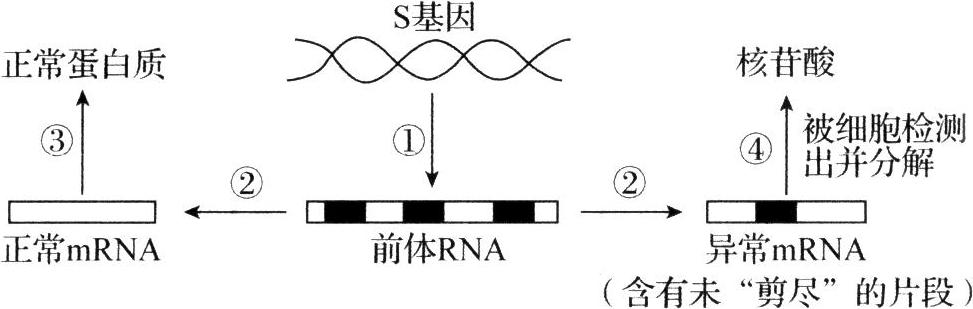 S基因
正常蛋白质
核苷酸
③
①
④
被细胞检测
出并分解
②
②
正常mRNA
前体RNA
异常mRNA
（含有未“剪尽”的片段）